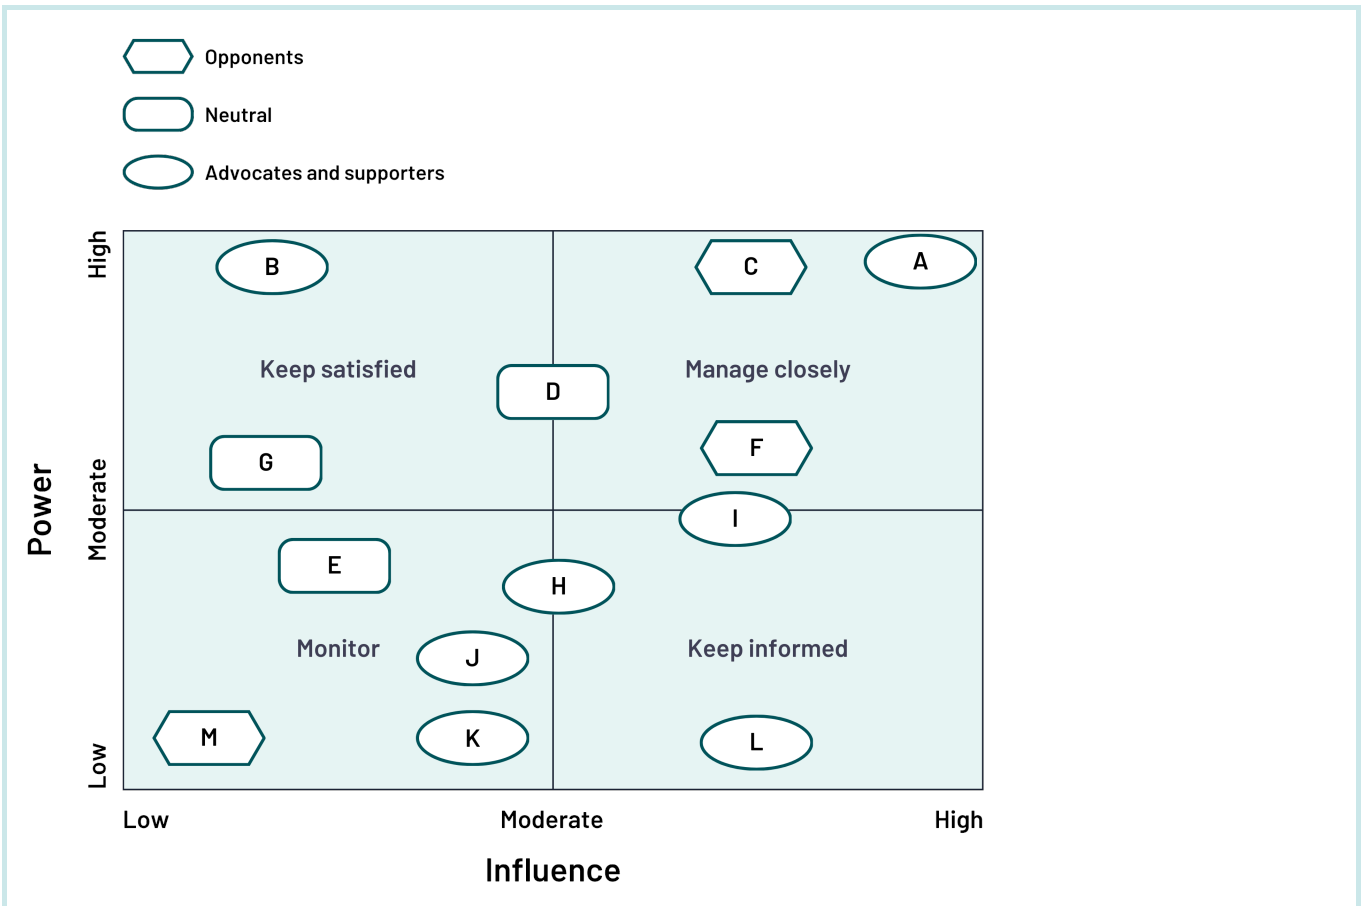 Opponents
Neutral
Advocates and supporters
High
B
C
A
Keep satisfied
Manage closely
D
F
G
Power
Moderate
I
E
H
Monitor
J
Keep informed
M
K
L
Low
Low
Moderate
High
Influence